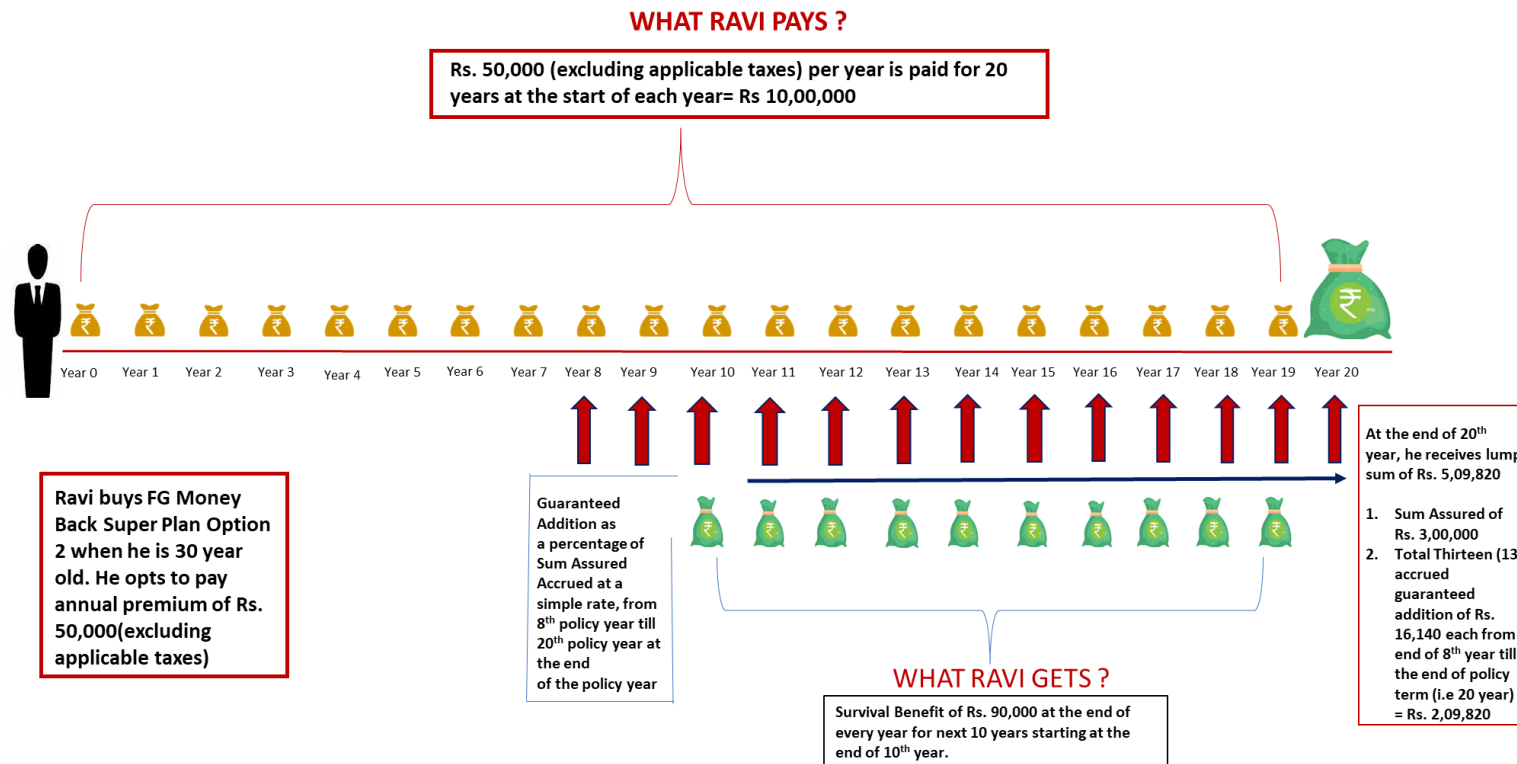 WHAT RAVI PAYS ?
Rs. 50,000 (excluding applicable taxes) per year is paid for 20
years at the start of each year= Rs 10,00,000
₹ ₹ ₹ ₹ ₹ ₹ ₹ ₹ ₹ ₹ ₹ ₹ ₹ ₹ ₹ ₹ ₹ ₹ ₹ ₹ ₹
Year 0 Year 1 Year 2 Year 3 Year 4 Year 5 Year 6 Year 7 Year 8 Year 9 Year 10 Year 11 Year 12 Year 13 Year 14 Year 15 Year 16 Year 17 Year 18 Year 19 Year 20
₹ ₹ ₹ ₹ ₹ ₹ ₹ ₹ ₹ ₹
Ravi buys FG Money
Back Super Plan Option
2 when he is 30 year
old. He opts to pay
annual premium of Rs.
50,000(excluding
applicable taxes)
Guaranteed
Addition as
a percentage of
Sum Assured
Accrued at a
simple rate, from
8th policy year till
20th policy year at
the end
of the policy year
WHAT RAVI GETS ?
Survival Benefit of Rs. 90,000 at the end of
every year for next 10 years starting at the
end of 10th year.
At the end of 20th
year, he receives lump
sum of Rs. 5,09,820
1. Sum Assured of
Rs. 3,00,000
2. Total Thirteen (13
accrued
guaranteed
addition of Rs.
16,140 each from
end of 8th year till
the end of policy
term (i.e 20 year)
= Rs. 2,09,820